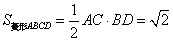 S菱形ABCD = 1/2 AC · BD = √2